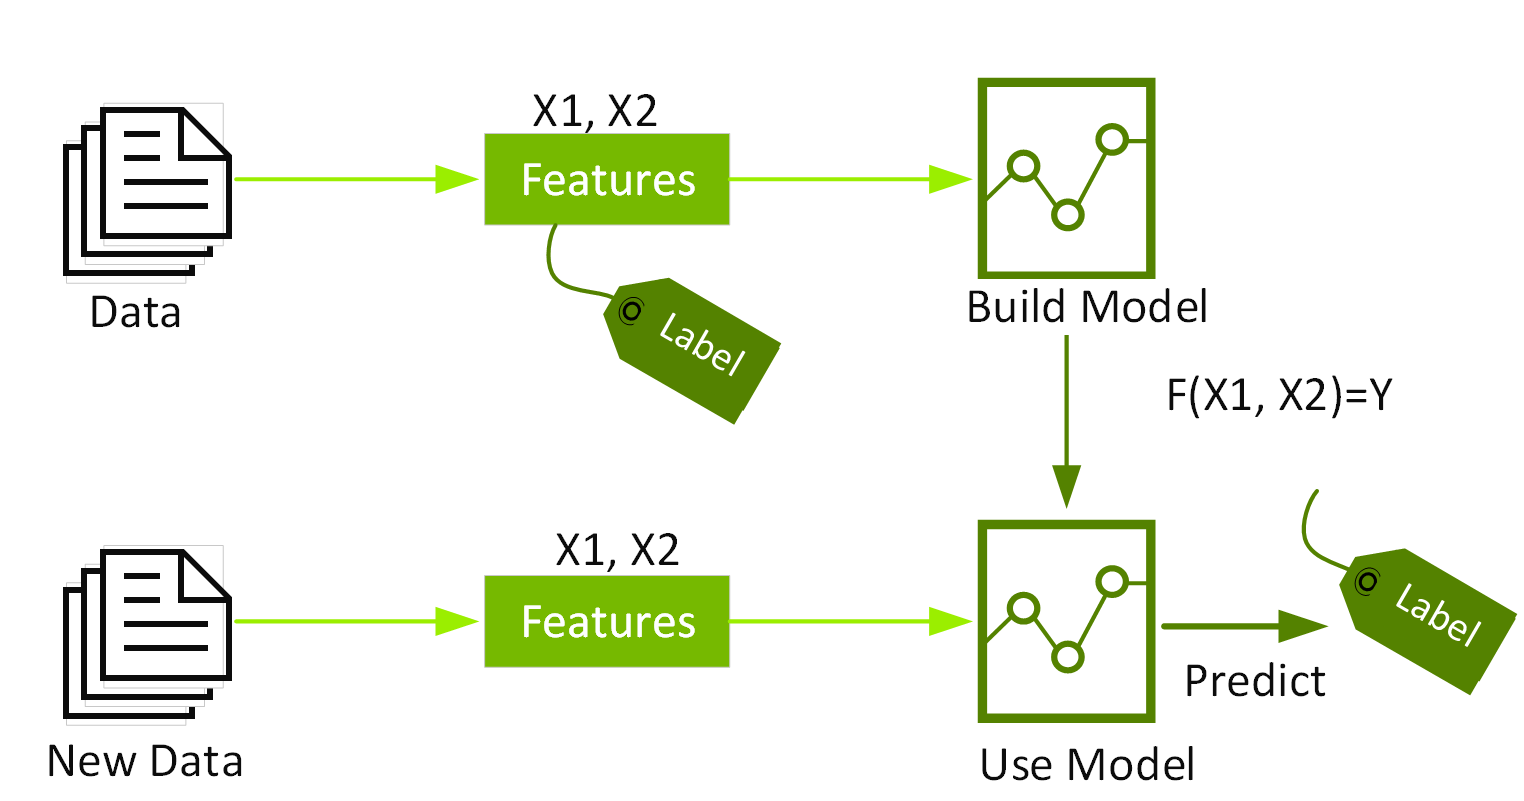 X1, X2
Features
Data
Label
Build Model
F(X1, X2)=Y
X1, X2
Features
Label
Predict
New Data
Use Model